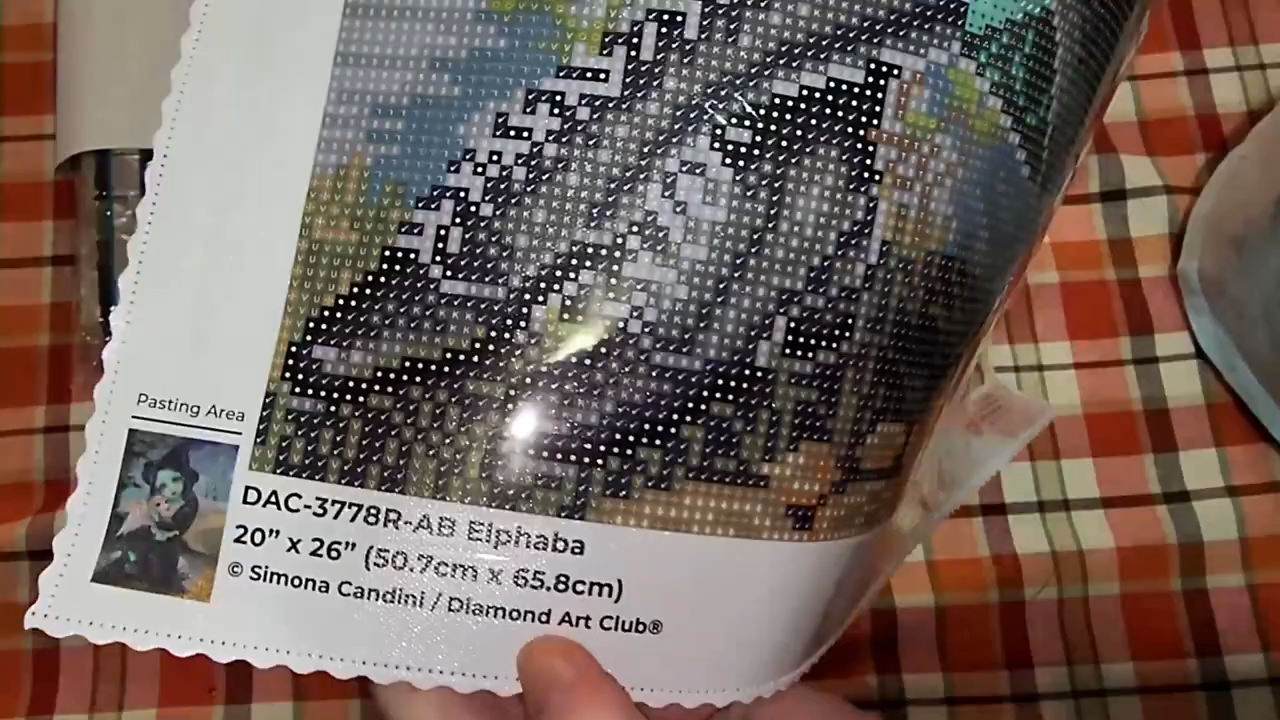 Pasting Area
DAC-3778R-AB Elphaba
20” x 26” (50.7cm x 65.8cm)
© Simona Candini / Diamond Art Club®